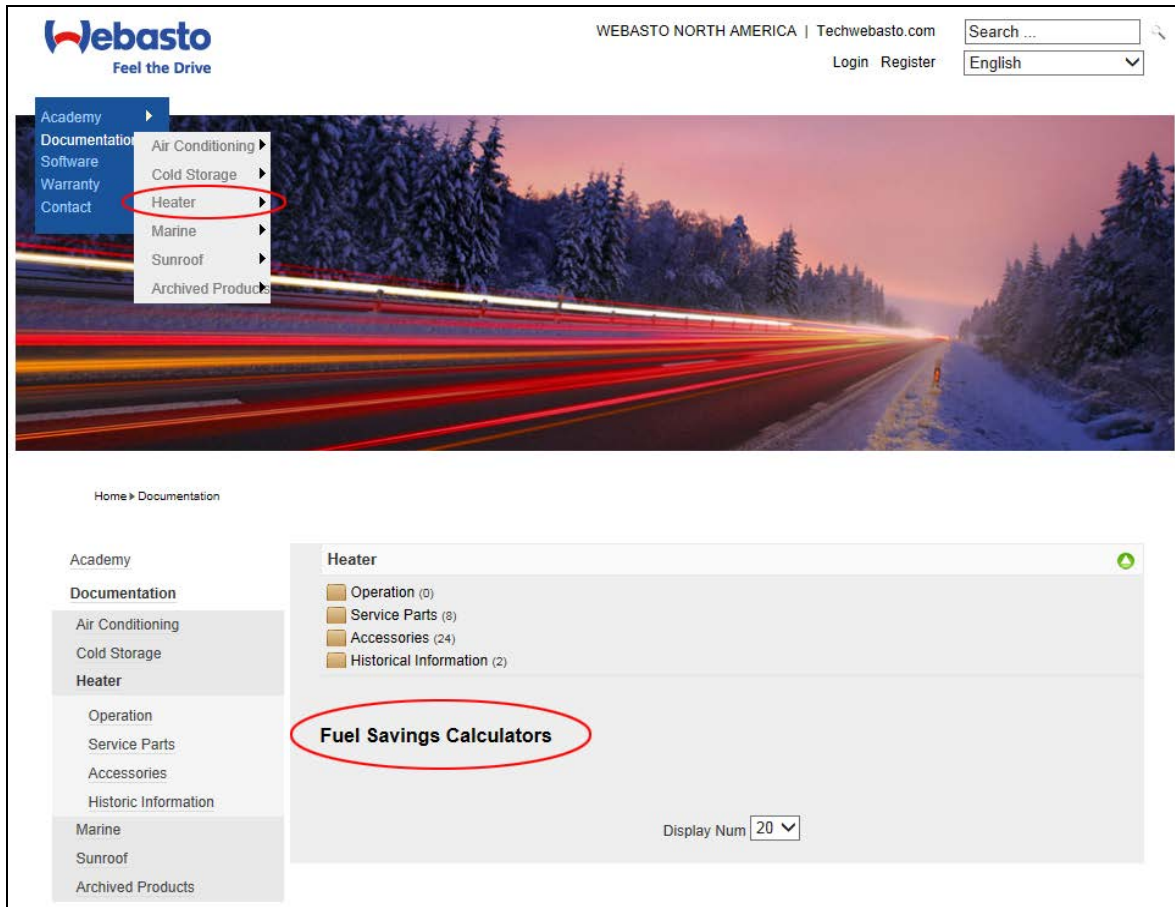 Webasto
Feel the Drive
WEBASTO NORTH AMERICA | Techwebasto.com
Search ...
Login Register
English
Academy
Documentation
Software
Warranty
Contact
Air Conditioning
Cold Storage
Heater
Marine
Sunroof
Archived Products
Home ▸ Documentation
Academy
Documentation
Air Conditioning
Cold Storage
Heater
Operation
Service Parts
Accessories
Historic Information
Marine
Sunroof
Archived Products
Heater
Operation (0)
Service Parts (8)
Accessories (24)
Historical Information (2)
Fuel Savings Calculators
Display Num 20